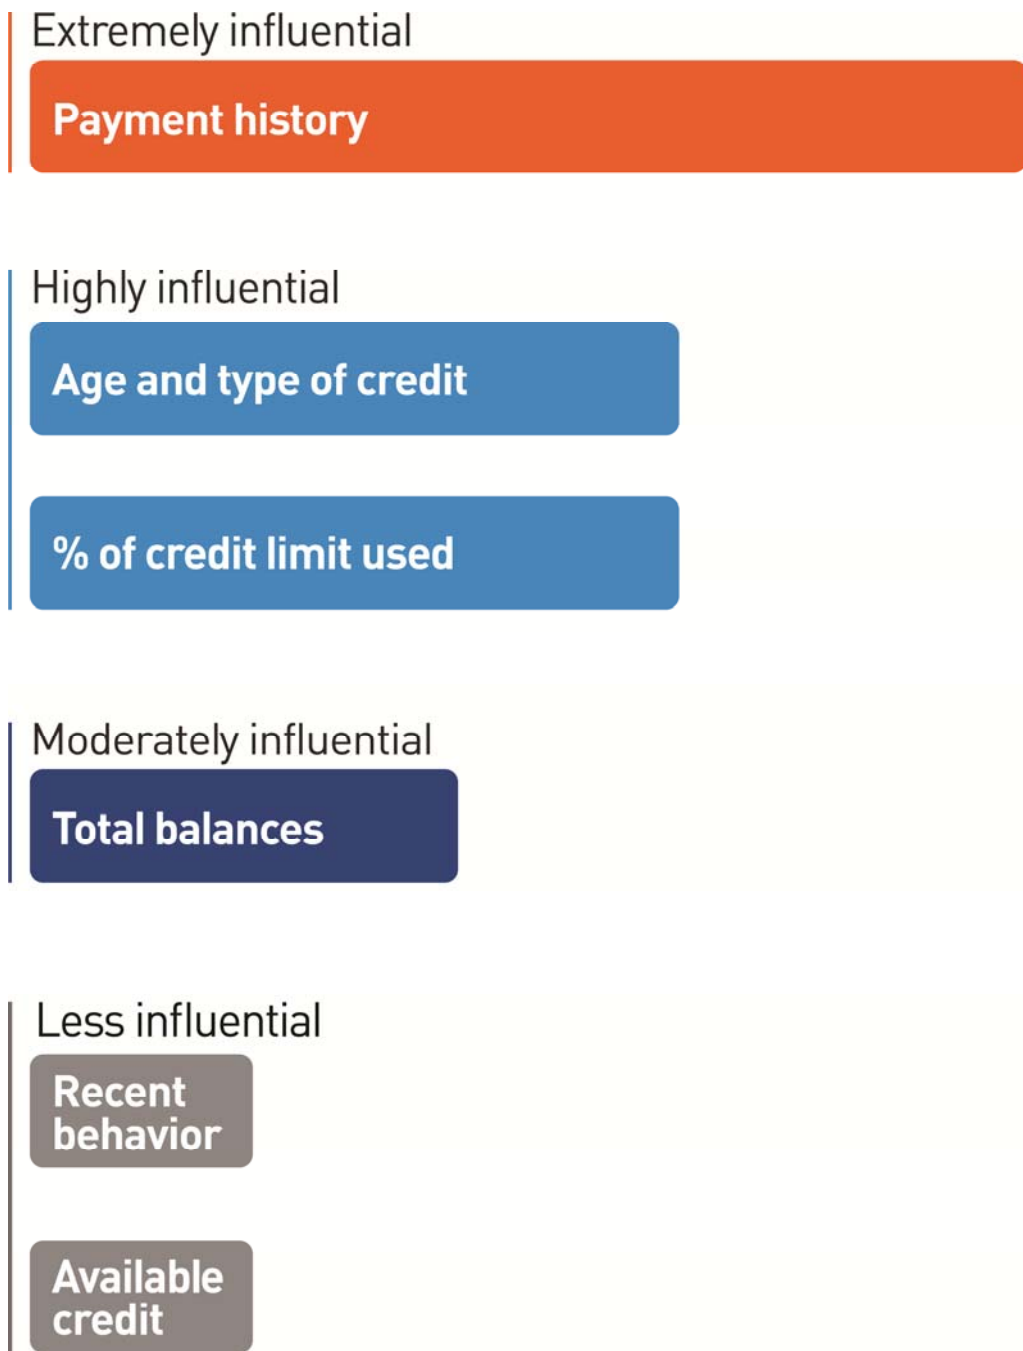 Extremely influential
Payment history
Highly influential
Age and type of credit
% of credit limit used
Moderately influential
Total balances
Less influential
Recent
behavior
Available
credit